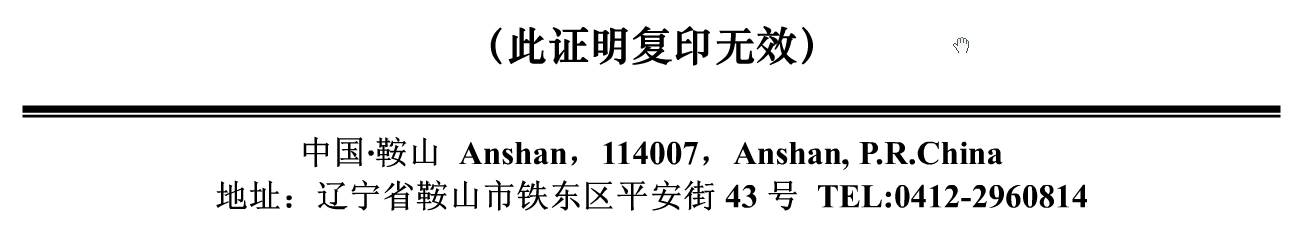 （此证明复印无效）
中国·鞍山 Anshan，114007，Anshan, P.R.China
地址：辽宁省鞍山市铁东区平安街 43 号 TEL:0412-2960814